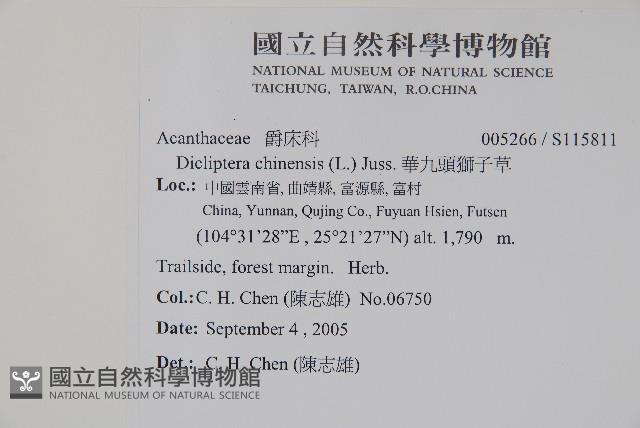 國立自然科學博物館
NATIONAL MUSEUM OF NATURAL SCIENCE
TAICHUNG, TAIWAN, R.O.CHINA
Acanthaceae 爵床科 005266 / S115811
Dicliptera chinensis (L.) Juss. 華九頭獅子草
Loc.: 中國雲南省, 曲靖縣, 富源縣, 富村
China, Yunnan, Qujing Co., Fuyuan Hsien, Futsen
(104°31'28"E , 25°21'27"N) alt. 1,790 m.
Trailside, forest margin. Herb.
Col.: C. H. Chen (陳志雄) No.06750
Date: September 4 , 2005
Det.: C. H. Chen (陳志雄)
國立自然科學博物館
NATIONAL MUSEUM OF NATURAL SCIENCE